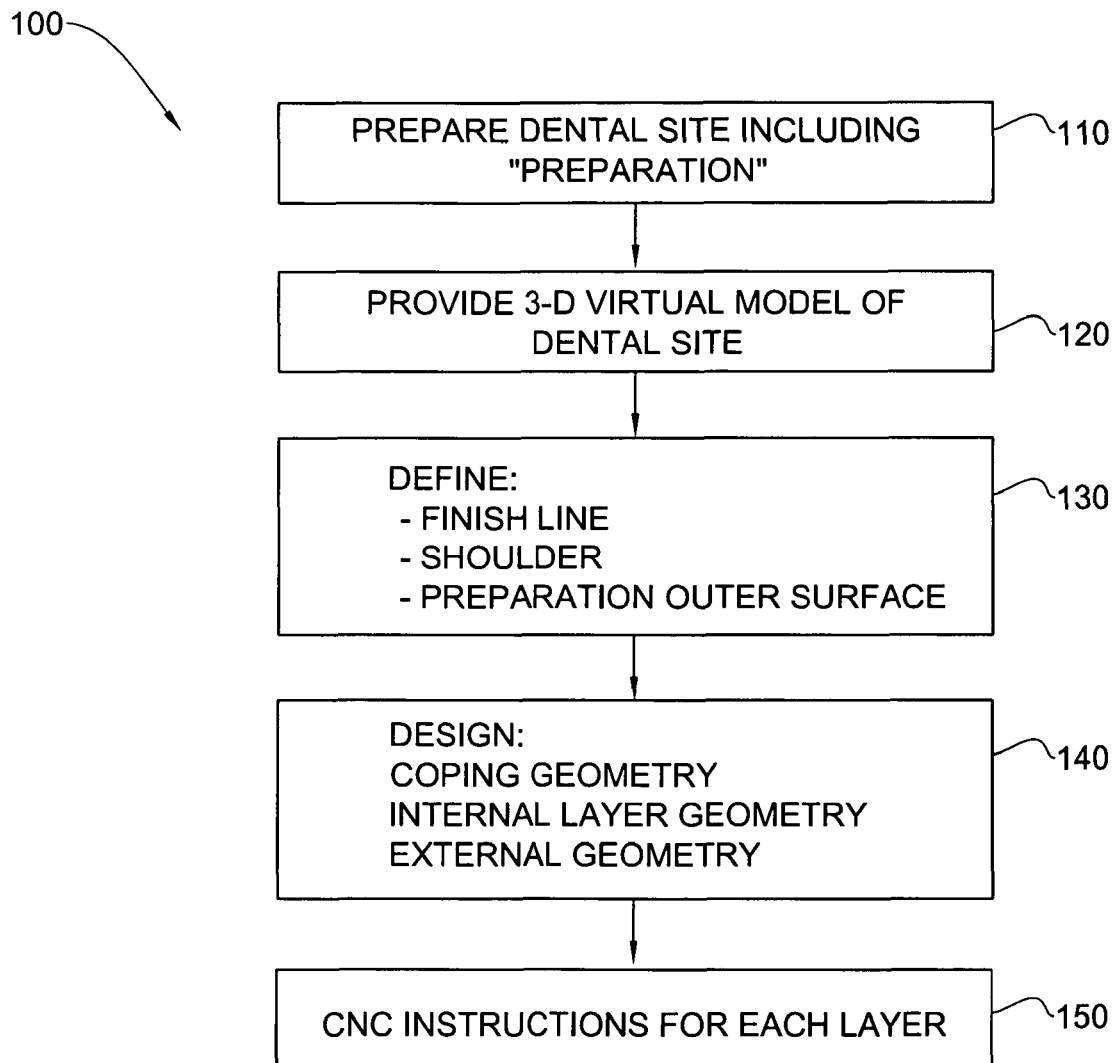 100
PREPARE DENTAL SITE INCLUDING
"PREPARATION"
110
PROVIDE 3-D VIRTUAL MODEL OF
DENTAL SITE
120
DEFINE:
- FINISH LINE
- SHOULDER
- PREPARATION OUTER SURFACE
130
DESIGN:
COPING GEOMETRY
INTERNAL LAYER GEOMETRY
EXTERNAL GEOMETRY
140
CNC INSTRUCTIONS FOR EACH LAYER
150